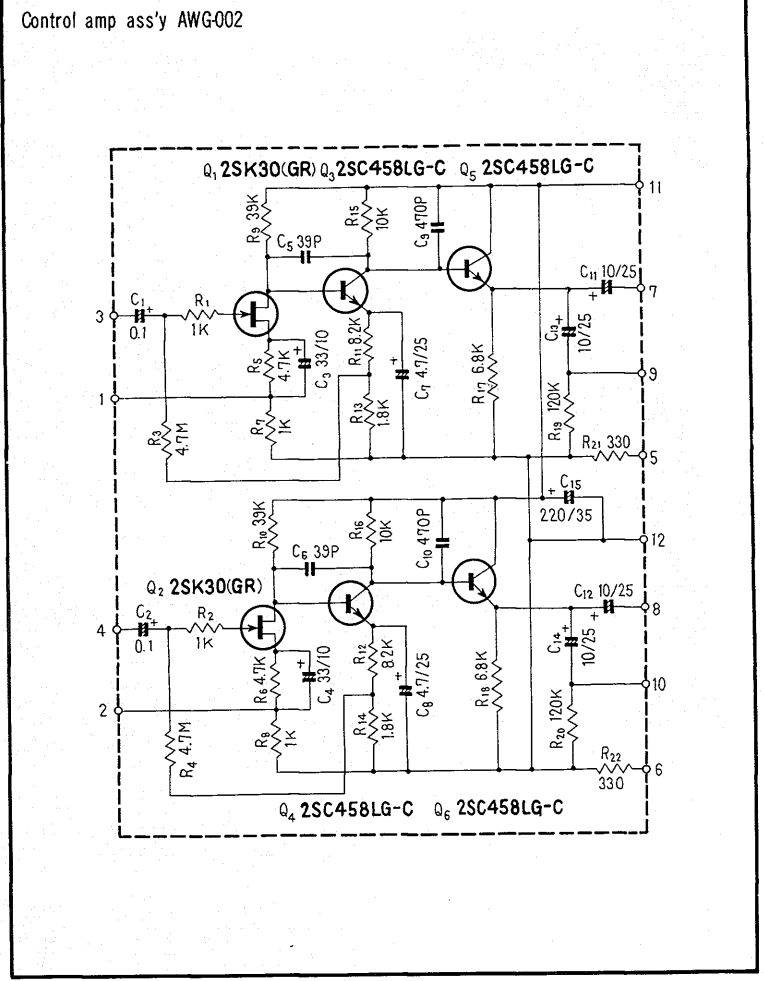 Control amp ass'y AWG-002
Q1 2SK30(GR) Q3 2SC458LG-C Q5 2SC458LG-C
11
R9 39K
R15 10K
C9 470P
C5 39P
C11 10/25
+
7
C1 +
3
0.1
R1
1K
R5 4.7K
+
C3 33/10
R11 8.2K
+
C7 4.7/25
R17 6.8K
C13 +
10/25
9
1
R3 4.7M
R7 1K
R13 1.8K
R19 120K
R21 330
5
R10 39K
R16 10K
C10 470P
+ C15
220/35
12
C6 39P
Q2 2SK30(GR)
C12 10/25
+
8
C2 +
4
0.1
R2
1K
R6 4.7K
+
C4 33/10
R12 8.2K
+
C8 4.7/25
R18 6.8K
C14 +
10/25
10
2
R4 4.7M
R8 1K
R14 1.8K
R20 120K
R22
330
6
Q4 2SC458LG-C Q6 2SC458LG-C